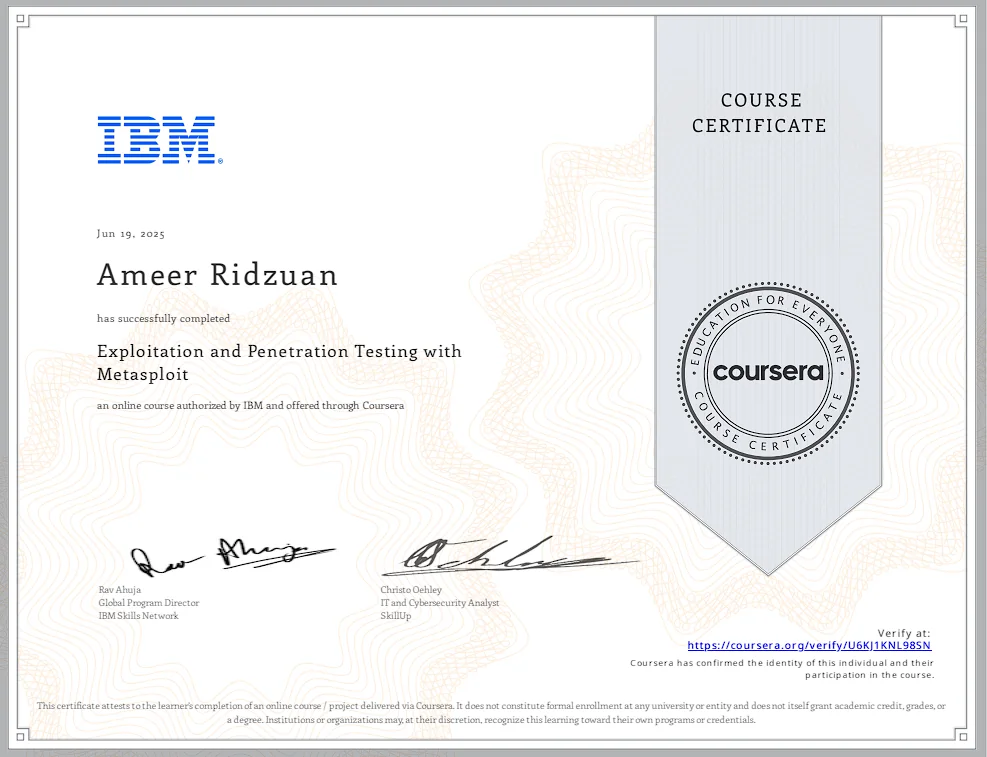 COURSE
CERTIFICATE
IBM®
Jun 19, 2025
Ameer Ridzuan
has successfully completed
Exploitation and Penetration Testing with
Metasploit
an online course authorized by IBM and offered through Coursera
EDUCATION FOR EVERYONE
coursera
COURSE CERTIFICATE
Rav Ahuja
Rav Ahuja
Global Program Director
IBM Skills Network
Christo Oehley
IT and Cybersecurity Analyst
SkillUp
Verify at:
https://coursera.org/verify/U6KJ1KNL98SN
Coursera has confirmed the identity of this individual and their
participation in the course.
This certificate attests to the learner's completion of an online course / project delivered via Coursera. It does not constitute formal enrollment at any university or entity and does not itself grant academic credit, grades, or
a degree. Institutions or organizations may, at their discretion, recognize this learning toward their own programs or credentials.